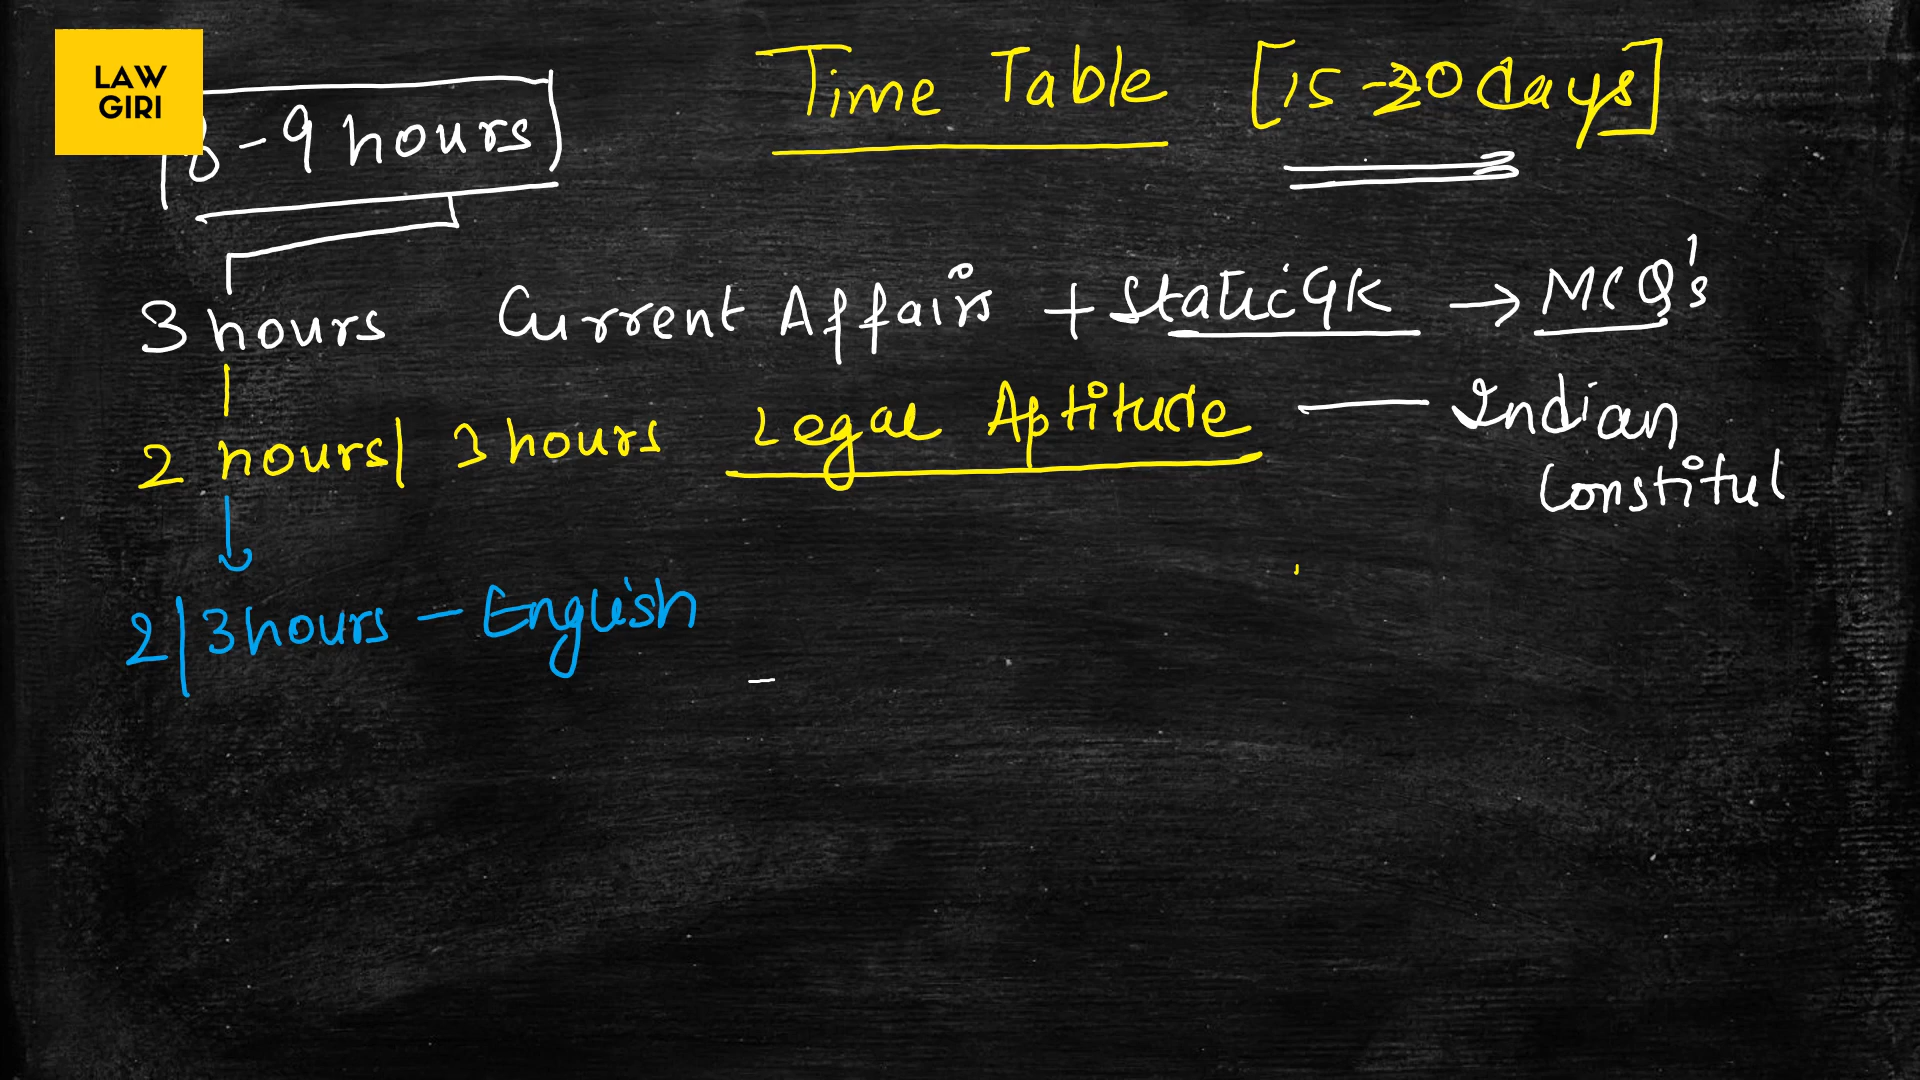 LAW
GIRI
8-9 hours
Time Table [15-20 days]
3 hours Current Affairs + Static GK → MCQ's
2 hours| 3 hours Legal Aptitude — Indian
Constitut
2|3 hours - English